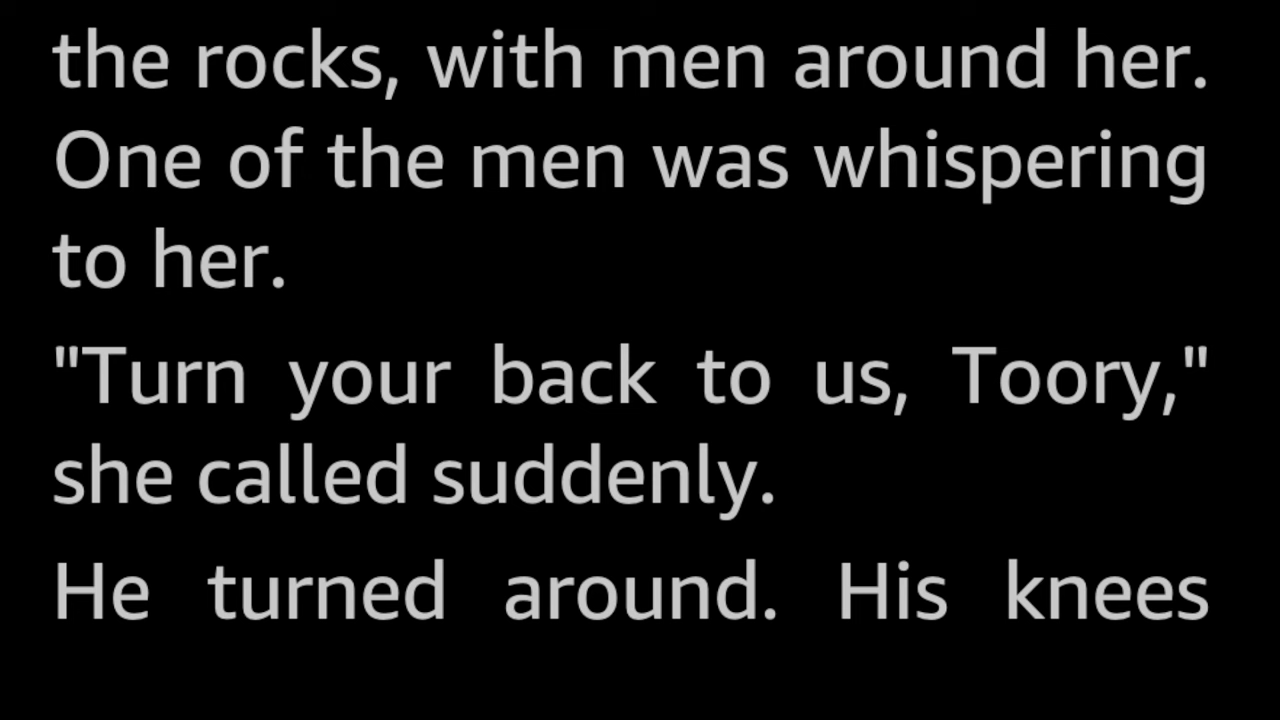 the rocks, with men around her.
One of the men was whispering
to her.
"Turn your back to us, Toory,"
she called suddenly.
He turned around. His knees